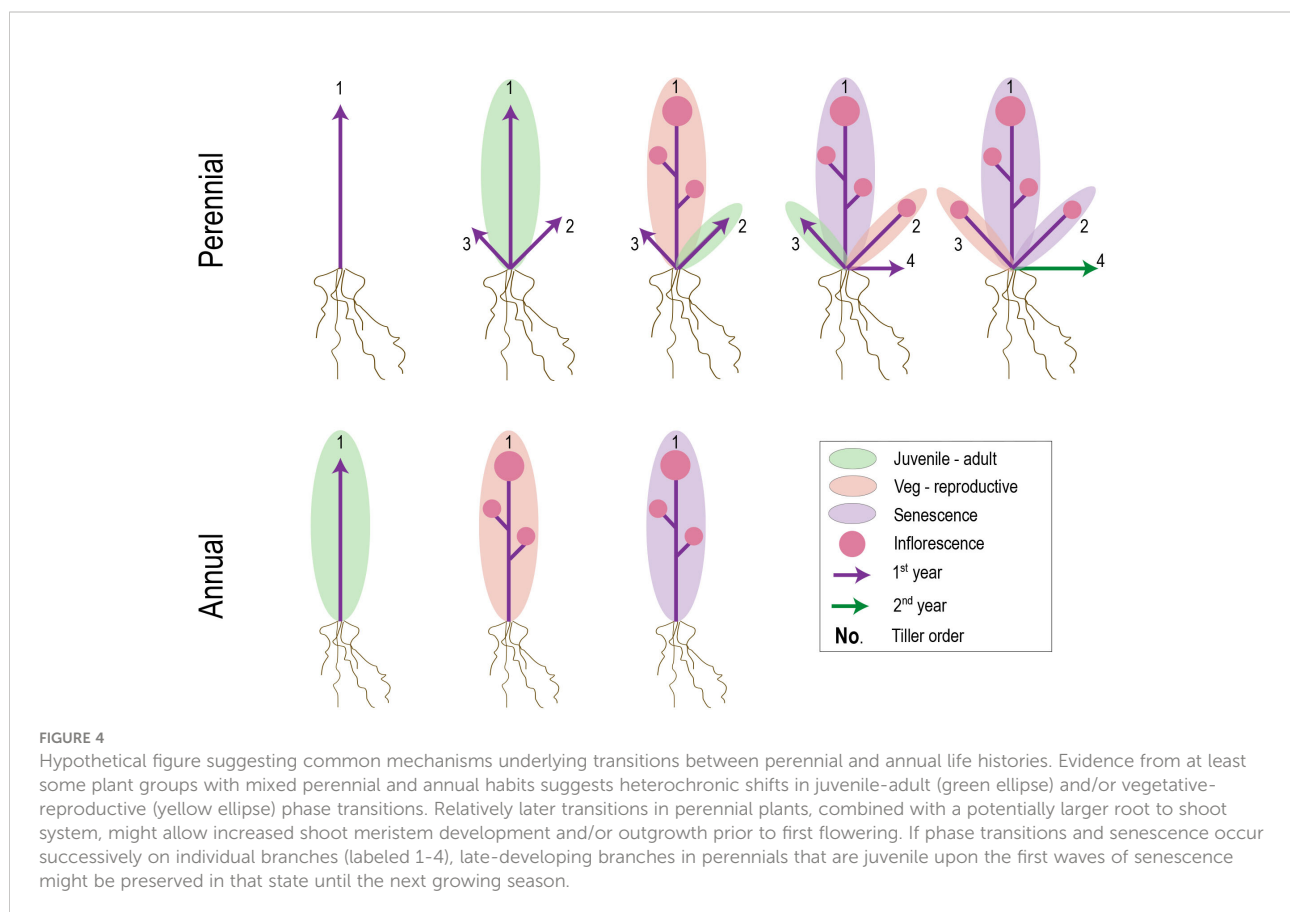 Perennial
1
1
3
2
1
3
2
1
3
2
4
1
3
2
4
Annual
1
1
1
Juvenile - adult
Veg - reproductive
Senescence
Inflorescence
1st year
2nd year
No. Tiller order
FIGURE 4
Hypothetical figure suggesting common mechanisms underlying transitions between perennial and annual life histories. Evidence from at least
some plant groups with mixed perennial and annual habits suggests heterochronic shifts in juvenile-adult (green ellipse) and/or vegetative-
reproductive (yellow ellipse) phase transitions. Relatively later transitions in perennial plants, combined with a potentially larger root to shoot
system, might allow increased shoot meristem development and/or outgrowth prior to first flowering. If phase transitions and senescence occur
successively on individual branches (labeled 1-4), late-developing branches in perennials that are juvenile upon the first waves of senescence
might be preserved in that state until the next growing season.